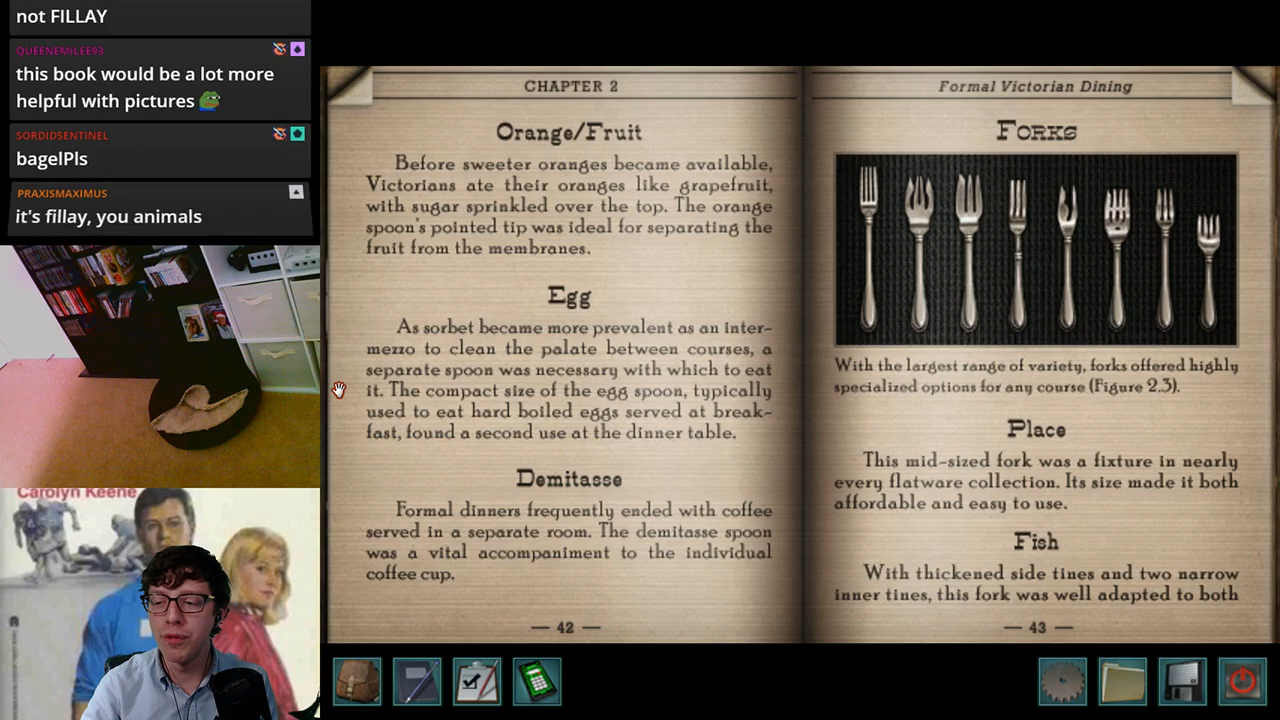 not FILLAY
QUEENEMILEE93
this book would be a lot more
helpful with pictures
SORDIDSENTINEL
bagelPls
PRAXISMAXIMUS
it's fillay, you animals
Carolyn Keene
CHAPTER 2
Orange/Fruit
Before sweeter oranges became available,
Victorians ate their oranges like grapefruit,
with sugar sprinkled over the top. The orange
spoon's pointed tip was ideal for separating the
fruit from the membranes.
Egg
As sorbet became more prevalent as an inter-
mezzo to clean the palate between courses, a
separate spoon was necessary with which to eat
it. The compact size of the egg spoon, typically
used to eat hard boiled eggs served at break-
fast, found a second use at the dinner table.
Demitasse
Formal dinners frequently ended with coffee
served in a separate room. The demitasse spoon
was a vital accompaniment to the individual
coffee cup.
— 42 —
Formal Victorian Dining
FORKS
With the largest range of variety, forks offered highly
specialized options for any course (Figure 2.3).
Place
This mid-sized fork was a fixture in nearly
every flatware collection. Its size made it both
affordable and easy to use.
Fish
With thickened side tines and two narrow
inner tines, this fork was well adapted to both
— 43 —